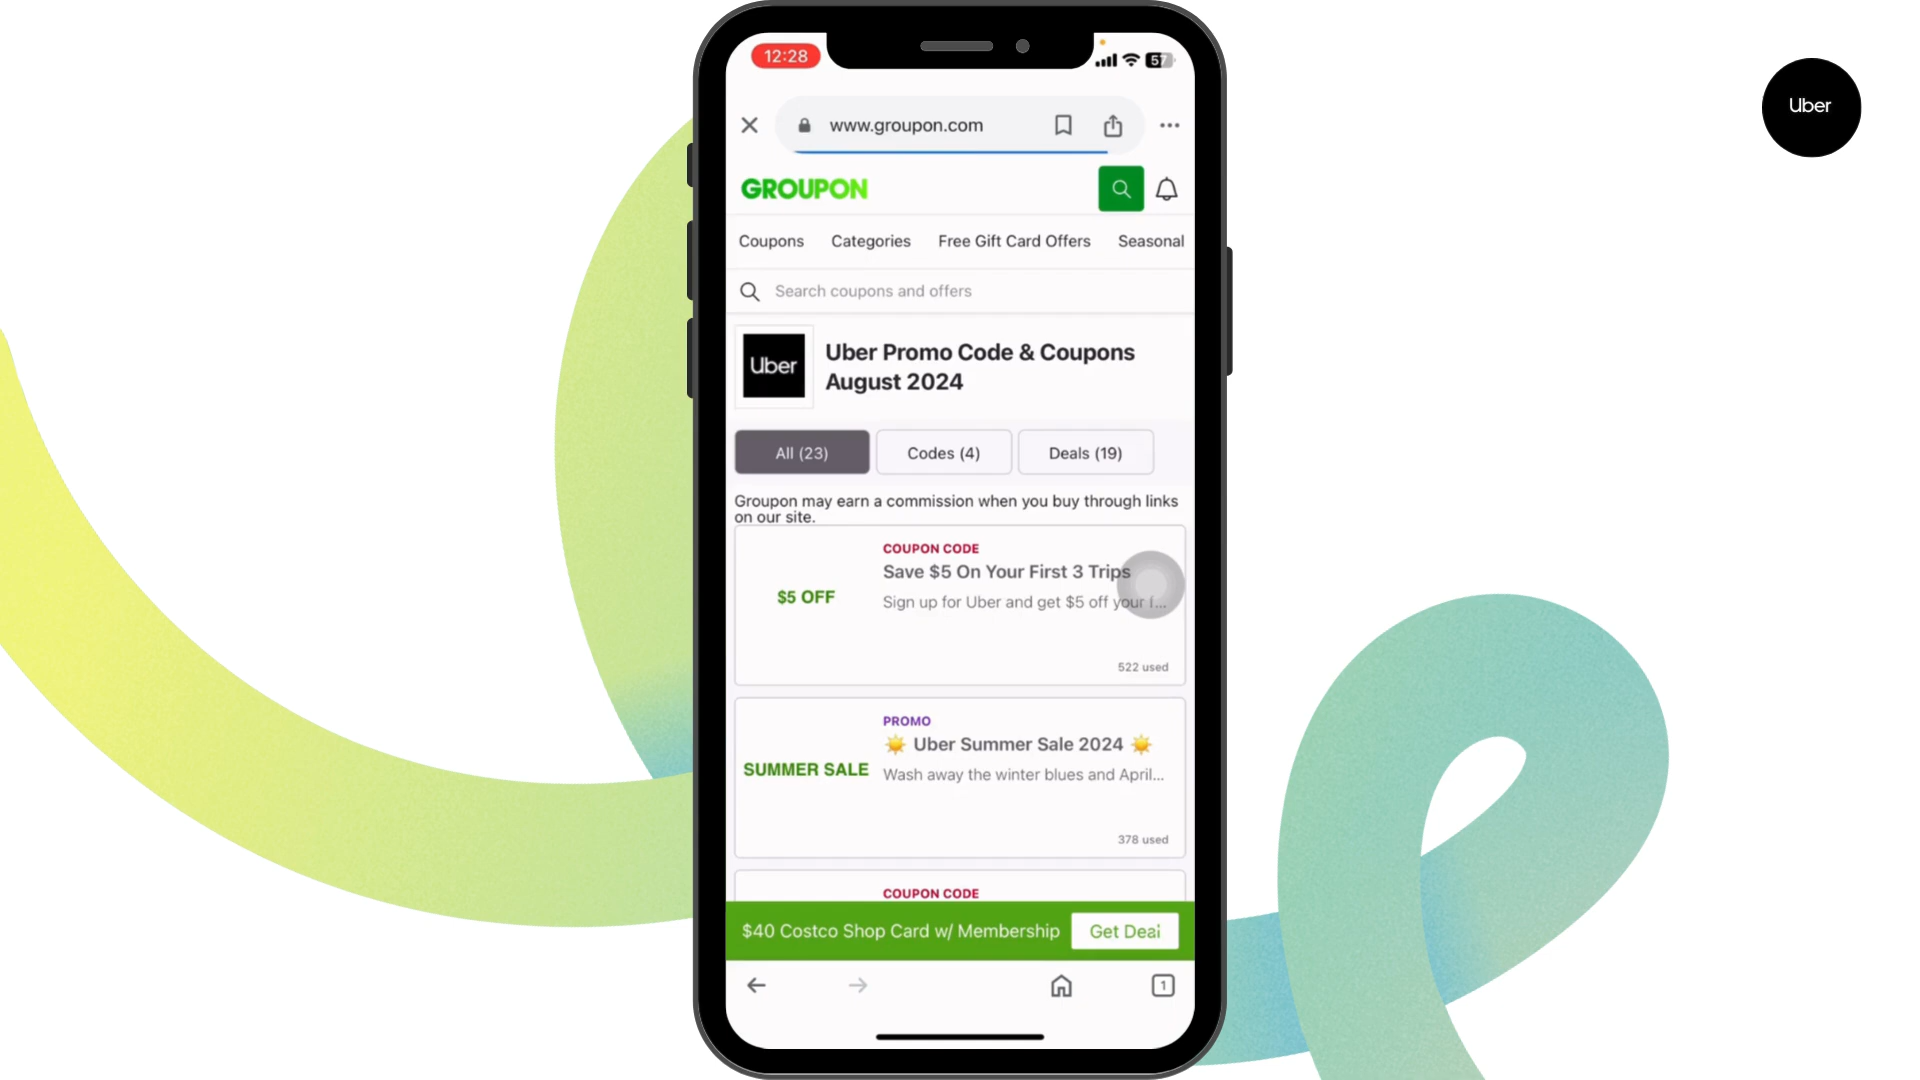 12:28
57
Uber
www.groupon.com
GROUPON
Coupons Categories Free Gift Card Offers Seasonal
Search coupons and offers
Uber
Uber Promo Code & Coupons
August 2024
All (23) Codes (4) Deals (19)
Groupon may earn a commission when you buy through links
on our site.
COUPON CODE
Save $5 On Your First 3 Trips
$5 OFF
Sign up for Uber and get $5 off your f...
522 used
PROMO
☀️ Uber Summer Sale 2024 ☀️
SUMMER SALE
Wash away the winter blues and April...
378 used
COUPON CODE
$40 Costco Shop Card w/ Membership Get Deal
1